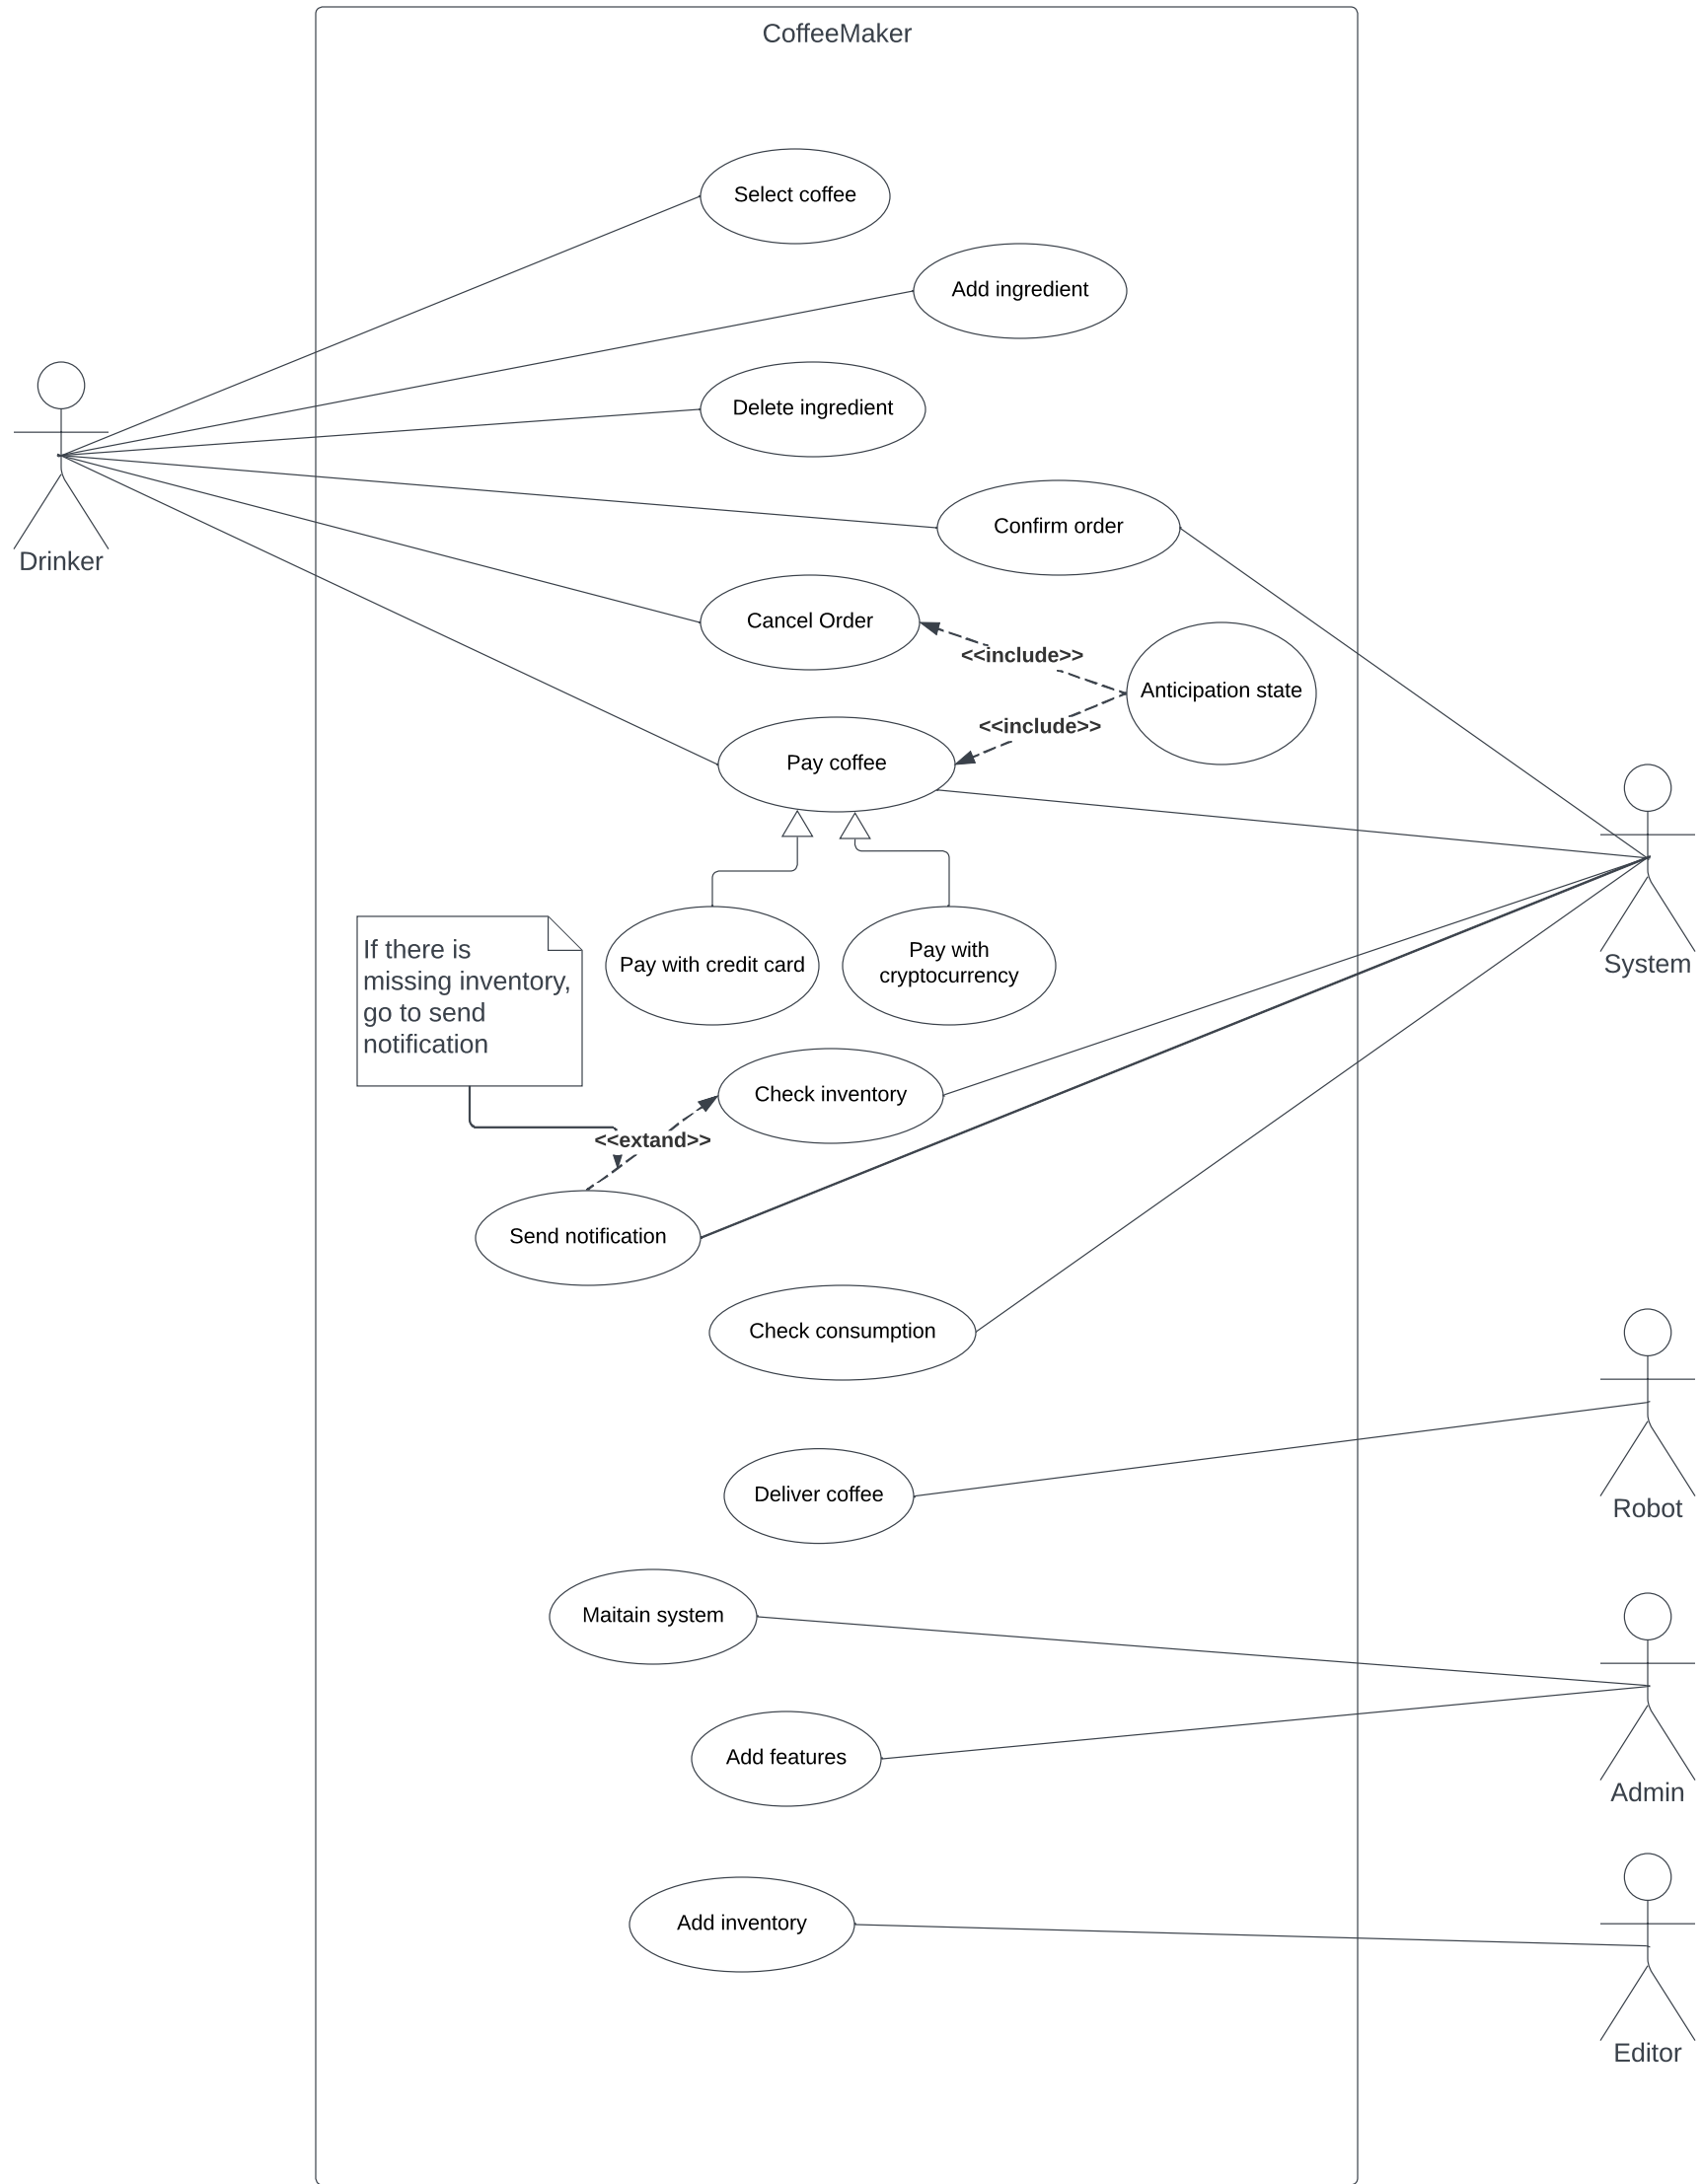 CoffeeMaker
Select coffee
Add ingredient
Delete ingredient
Confirm order
Drinker
Cancel Order
<<include>>
Anticipation state
<<include>>
Pay coffee
If there is
missing inventory,
go to send
notification
Pay with credit card
Pay with
cryptocurrency
System
Check inventory
<<extand>>
Send notification
Check consumption
Deliver coffee
Robot
Maitain system
Add features
Admin
Add inventory
Editor